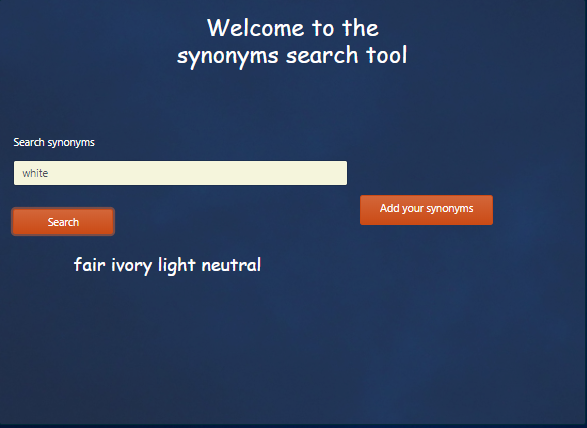 Welcome to the
synonyms search tool
Search synonyms
white
Add your synonyms
Search
fair ivory light neutral